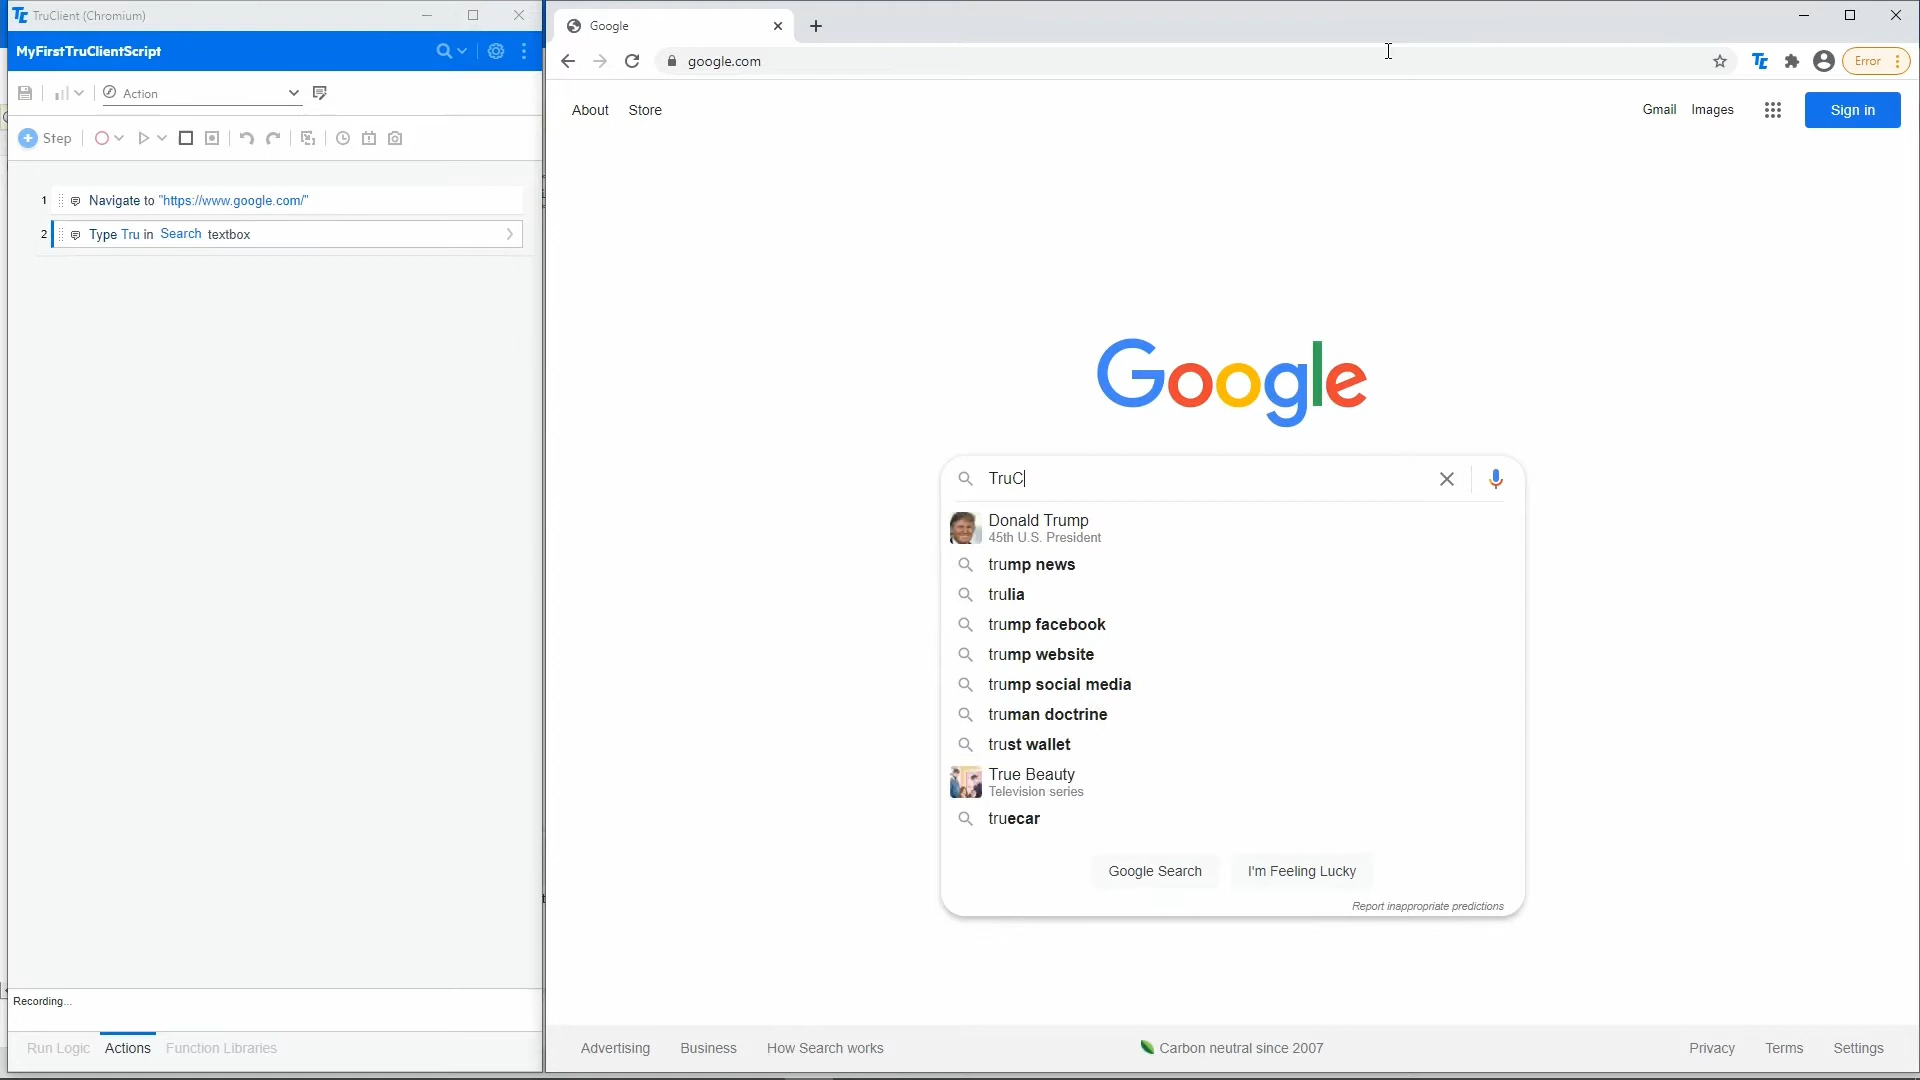 TruClient (Chromium)
MyFirstTruClientScript
Action
Step
1 Navigate to "https://www.google.com/"
2 Type Tru in Search textbox
Recording...
Run Logic Actions Function Libraries
Google
google.com
Error
About Store
Gmail Images Sign in
Google
TruC
Donald Trump
45th U.S. President
trump news
trulia
trump facebook
trump website
trump social media
truman doctrine
trust wallet
True Beauty
Television series
truecar
Google Search I'm Feeling Lucky
Report inappropriate predictions
Advertising Business How Search works
Carbon neutral since 2007
Privacy Terms Settings